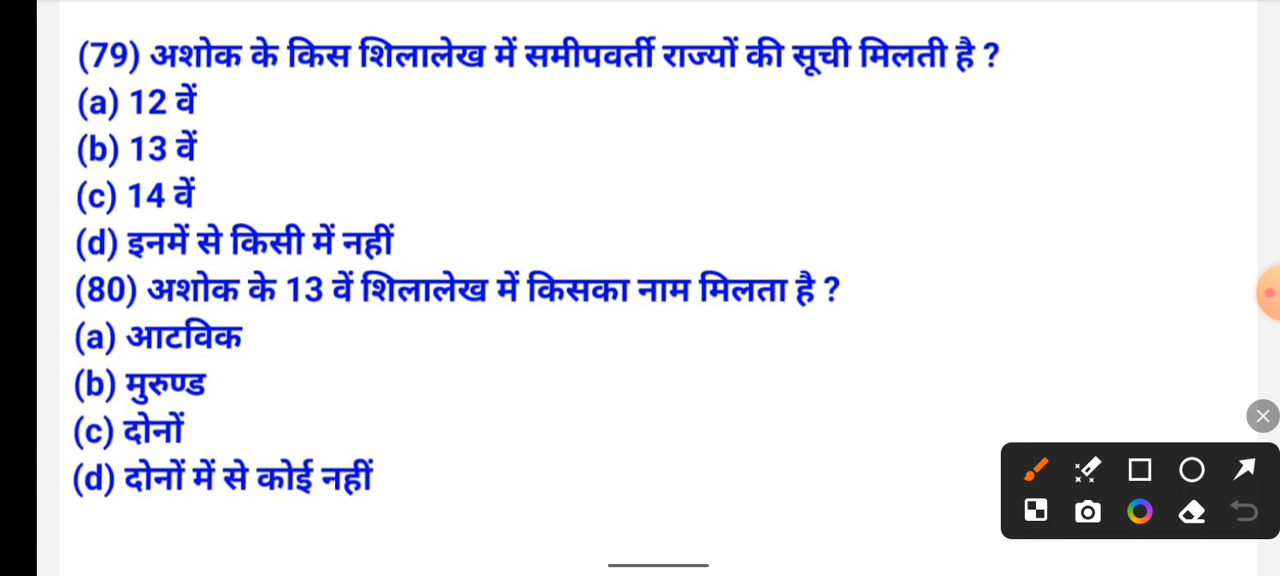 (79) अशोक के किस शिलालेख में समीपवर्ती राज्यों की सूची मिलती है ?
(a) 12 वें
(b) 13 वें
(c) 14 वें
(d) इनमें से किसी में नहीं
(80) अशोक के 13 वें शिलालेख में किसका नाम मिलता है ?
(a) आटविक
(b) मुरुण्ड
(c) दोनों
(d) दोनों में से कोई नहीं